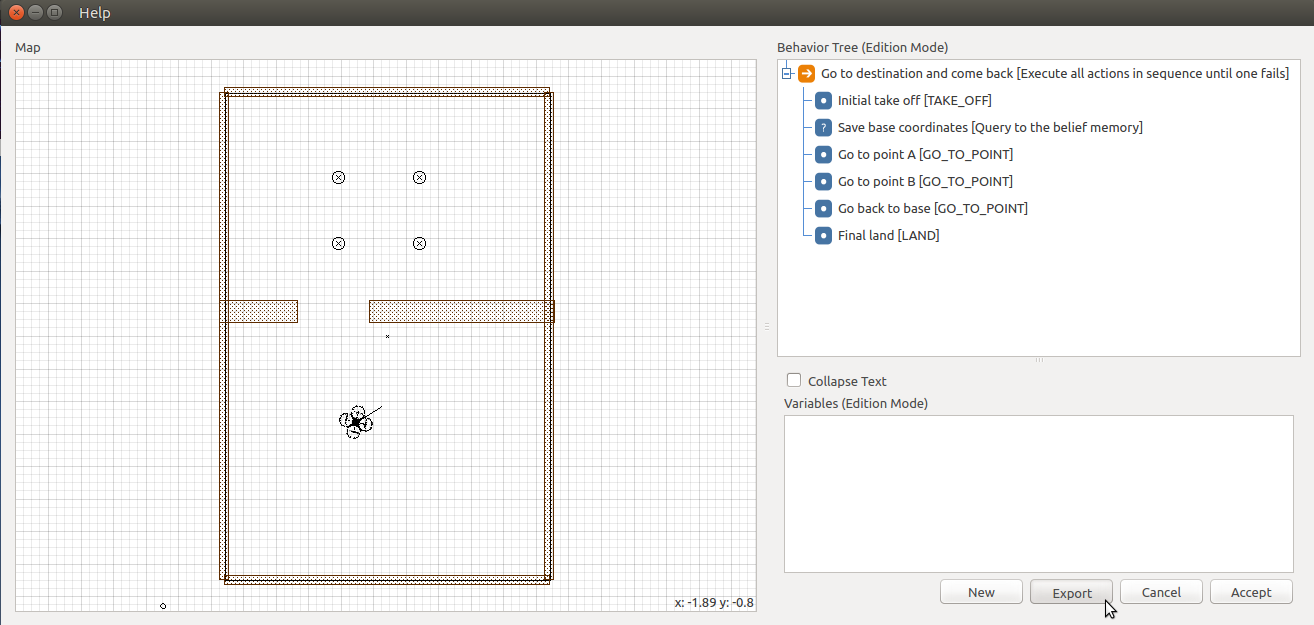 Help
Map
x: -1.89 y: -0.8
Behavior Tree (Edition Mode)
Go to destination and come back [Execute all actions in sequence until one fails]
Initial take off [TAKE_OFF]
? Save base coordinates [Query to the belief memory]
Go to point A [GO_TO_POINT]
Go to point B [GO_TO_POINT]
Go back to base [GO_TO_POINT]
Final land [LAND]
Collapse Text
Variables (Edition Mode)
New Export Cancel Accept